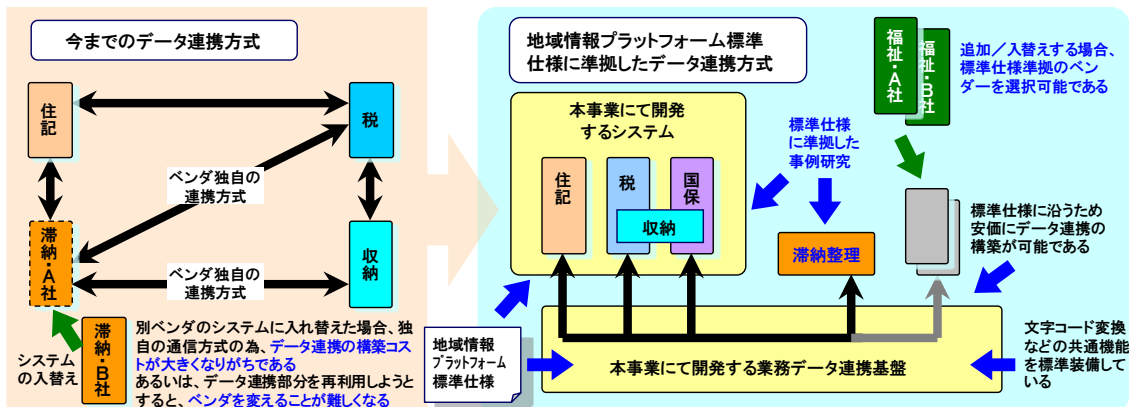 今までのデータ連携方式
住記
税
ベンダ独自の
連携方式
滞納・A社
収納
ベンダ独自の
連携方式
滞納・B社
システム
の入替え
別ベンダのシステムに入れ替えた場合、独
自の通信方式の為、データ連携の構築コス
トが大きくなりがちである
あるいは、データ連携部分を再利用しようと
すると、ベンダを変えることが難しくなる
地域情報プラットフォーム標準
仕様に準拠したデータ連携方式
福祉・A社
福祉・B社
追加／入替えする場合、
標準仕様準拠のベン
ダーを選択可能である
本事業にて開発
するシステム
住記
税
国保
収納
標準仕様
に準拠した
事例研究
滞納整理
標準仕様に沿うため
安価にデータ連携の
構築が可能である
地域情報
プラットフォーム
標準仕様
本事業にて開発する業務データ連携基盤
文字コード変換
などの共通機能
を標準装備して
いる